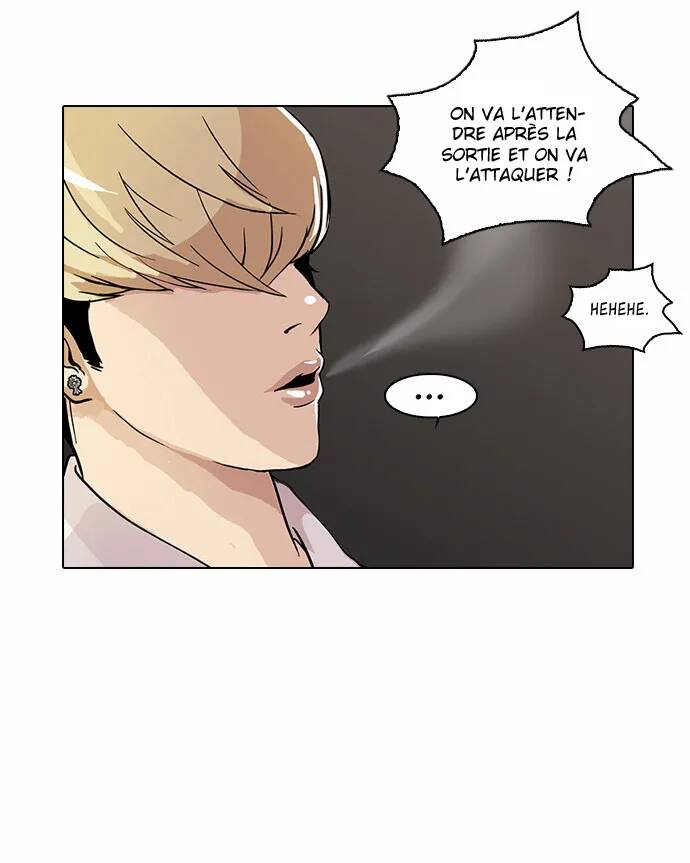 ON VA L'ATTEN-
DRE APRÈS LA
SORTIE ET ON VA
L'ATTAQUER !
HEHEHE.
...